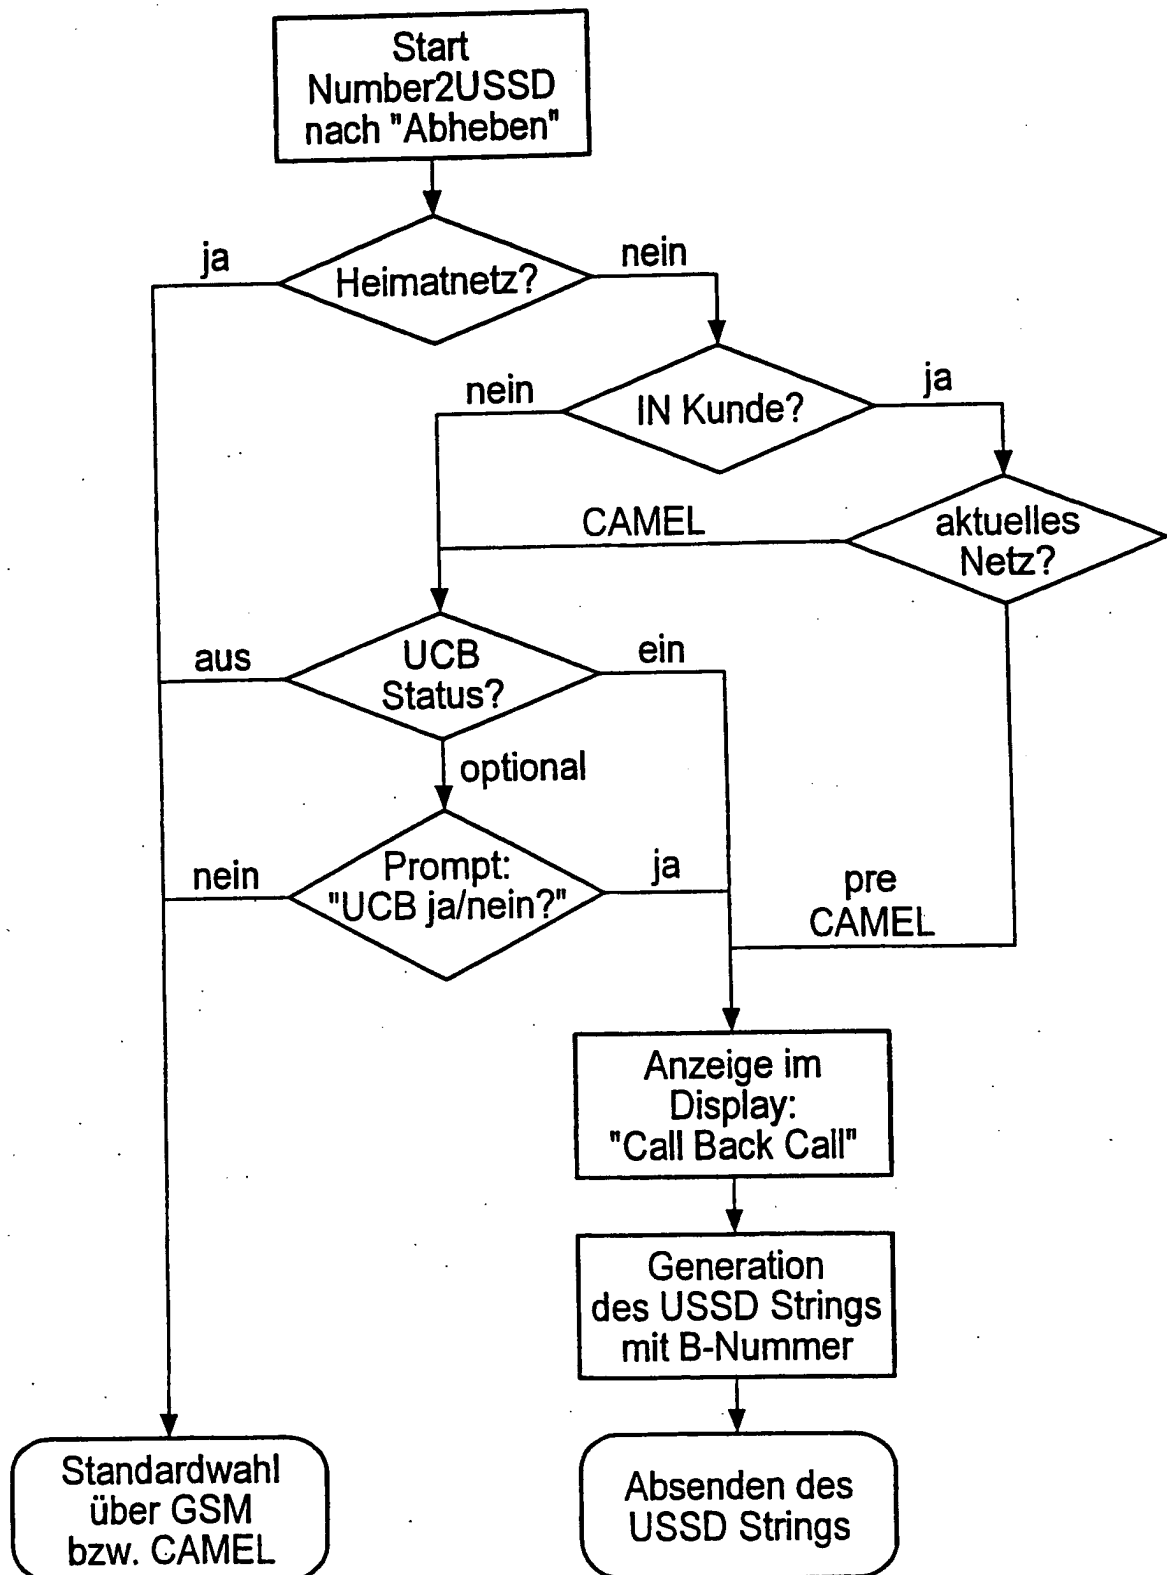 Start
Number2USSD
nach "Abheben"
ja
nein
Heimatnetz?
nein
ja
IN Kunde?
CAMEL
aktuelles
Netz?
aus
UCB
Status?
ein
optional
nein
Prompt:
"UCB ja/nein?"
ja
pre
CAMEL
Anzeige im
Display:
"Call Back Call"
Generation
des USSD Strings
mit B-Nummer
Standardwahl
über GSM
bzw. CAMEL
Absenden des
USSD Strings